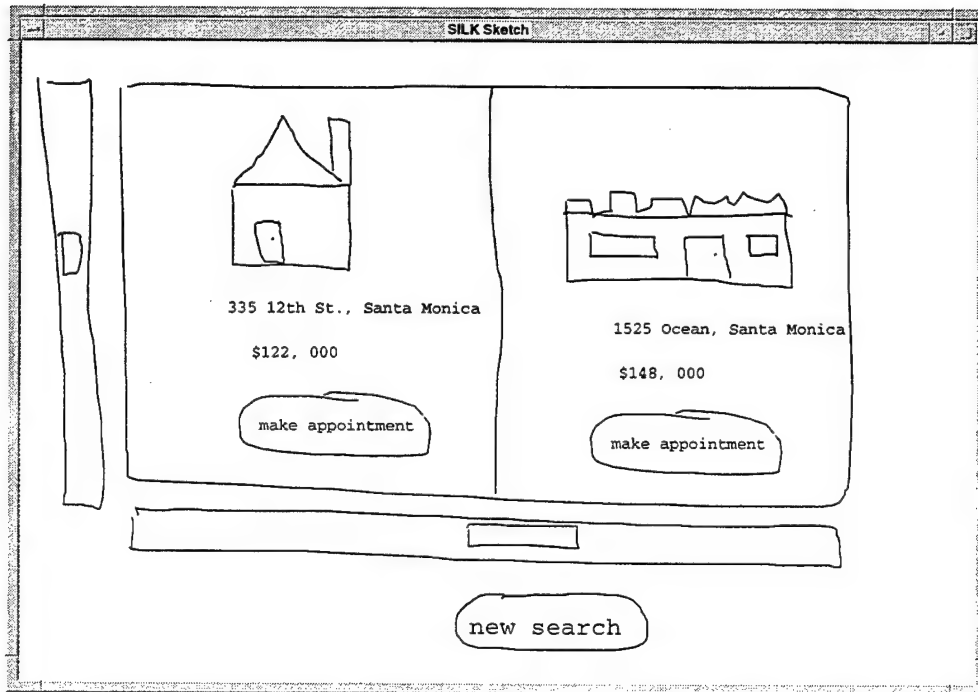 SILK Sketch
335 12th St., Santa Monica
$122, 000
make appointment
1525 Ocean, Santa Monica
$148, 000
make appointment
new search